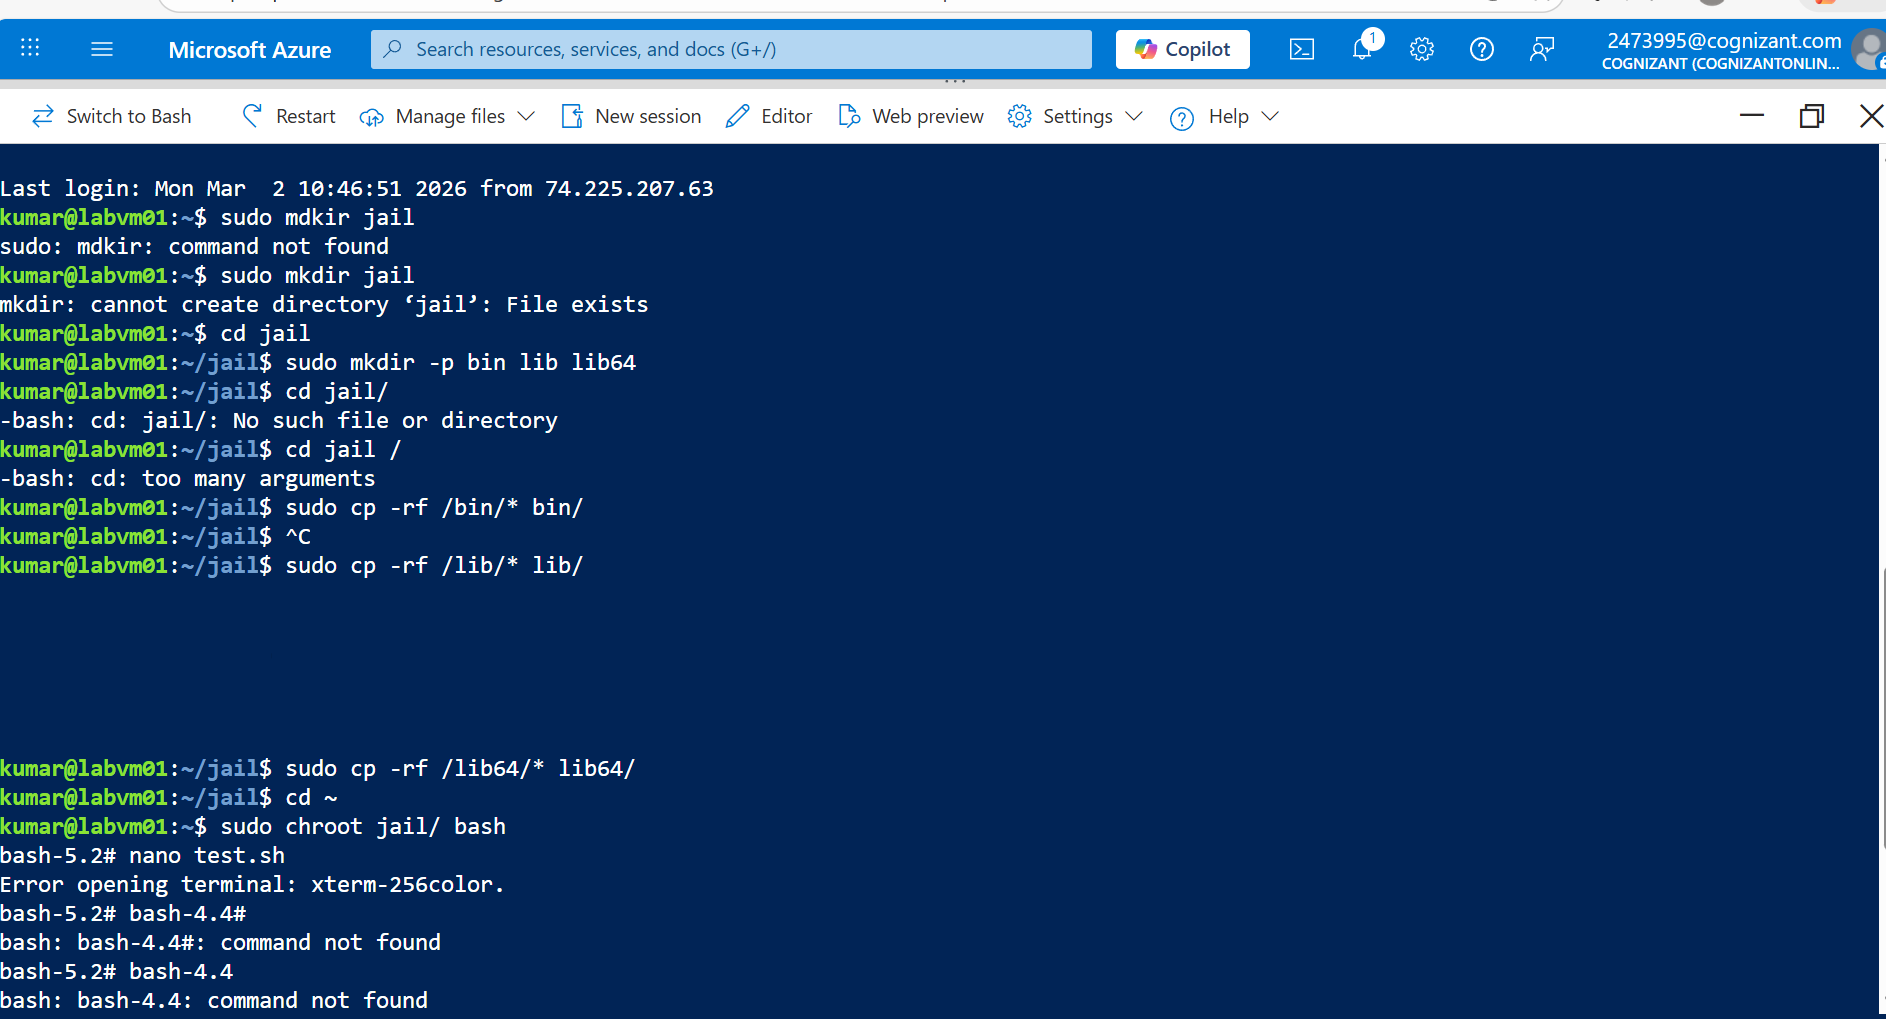 Microsoft Azure
Search resources, services, and docs (G+/)
Copilot
1
2473995@cognizant.com
COGNIZANT (COGNIZANTONLIN...
Switch to Bash
Restart
Manage files
New session
Editor
Web preview
Settings
Help
Last login: Mon Mar  2 10:46:51 2026 from 74.225.207.63
kumar@labvm01:~$ sudo mdkir jail
sudo: mdkir: command not found
kumar@labvm01:~$ sudo mkdir jail
mkdir: cannot create directory ‘jail’: File exists
kumar@labvm01:~$ cd jail
kumar@labvm01:~/jail$ sudo mkdir -p bin lib lib64
kumar@labvm01:~/jail$ cd jail/
-bash: cd: jail/: No such file or directory
kumar@labvm01:~/jail$ cd jail /
-bash: cd: too many arguments
kumar@labvm01:~/jail$ sudo cp -rf /bin/* bin/
kumar@labvm01:~/jail$ ^C
kumar@labvm01:~/jail$ sudo cp -rf /lib/* lib/
kumar@labvm01:~/jail$ sudo cp -rf /lib64/* lib64/
kumar@labvm01:~/jail$ cd ~
kumar@labvm01:~$ sudo chroot jail/ bash
bash-5.2# nano test.sh
Error opening terminal: xterm-256color.
bash-5.2# bash-4.4#
bash: bash-4.4#: command not found
bash-5.2# bash-4.4
bash: bash-4.4: command not found